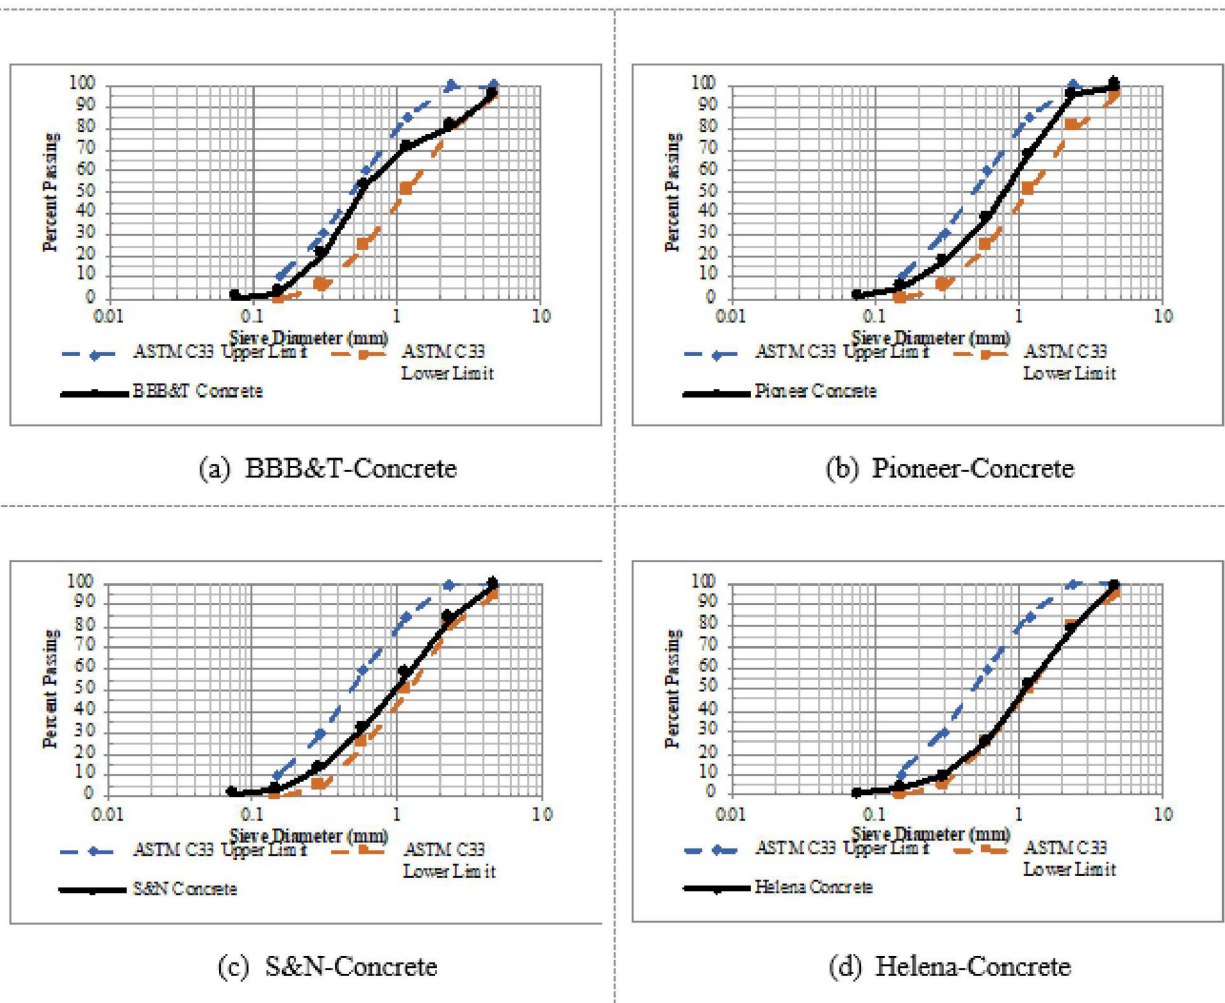 100
90
80
70
60
50
40
30
20
10
0
Percent Passing
0.01 0.1 1 10
Sieve Diameter (mm)
ASTM C33 Upper Limit
ASTM C33
Lower Limit
BBB&T Concrete
(a) BBB&T-Concrete
100
90
80
70
60
50
40
30
20
10
0
Percent Passing
0.01 0.1 1 10
Sieve Diameter (mm)
ASTM C33 Upper Limit
ASTM C33
Lower Limit
Pioneer Concrete
(b) Pioneer-Concrete
100
90
80
70
60
50
40
30
20
10
0
Percent Passing
0.01 0.1 1 10
Sieve Diameter (mm)
ASTM C33 Upper Limit
ASTM C33
Lower Limit
S&N Concrete
(c) S&N-Concrete
100
90
80
70
60
50
40
30
20
10
0
Percent Passing
0.01 0.1 1 10
Sieve Diameter (mm)
ASTM C33 Upper Limit
ASTM C33
Lower Limit
Helena Concrete
(d) Helena-Concrete